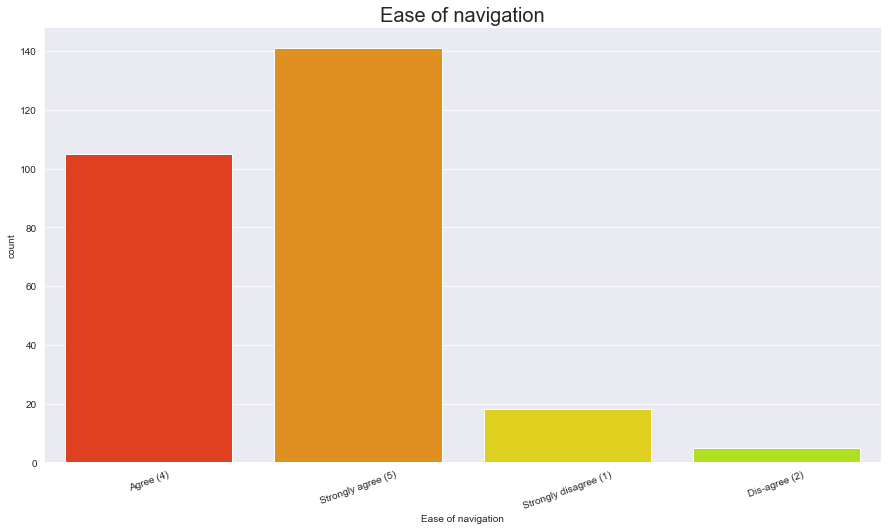 Ease of navigation
140
120
100
80
60
40
20
0
count
Agree (4)
Strongly agree (5)
Strongly disagree (1)
Dis-agree (2)
Ease of navigation